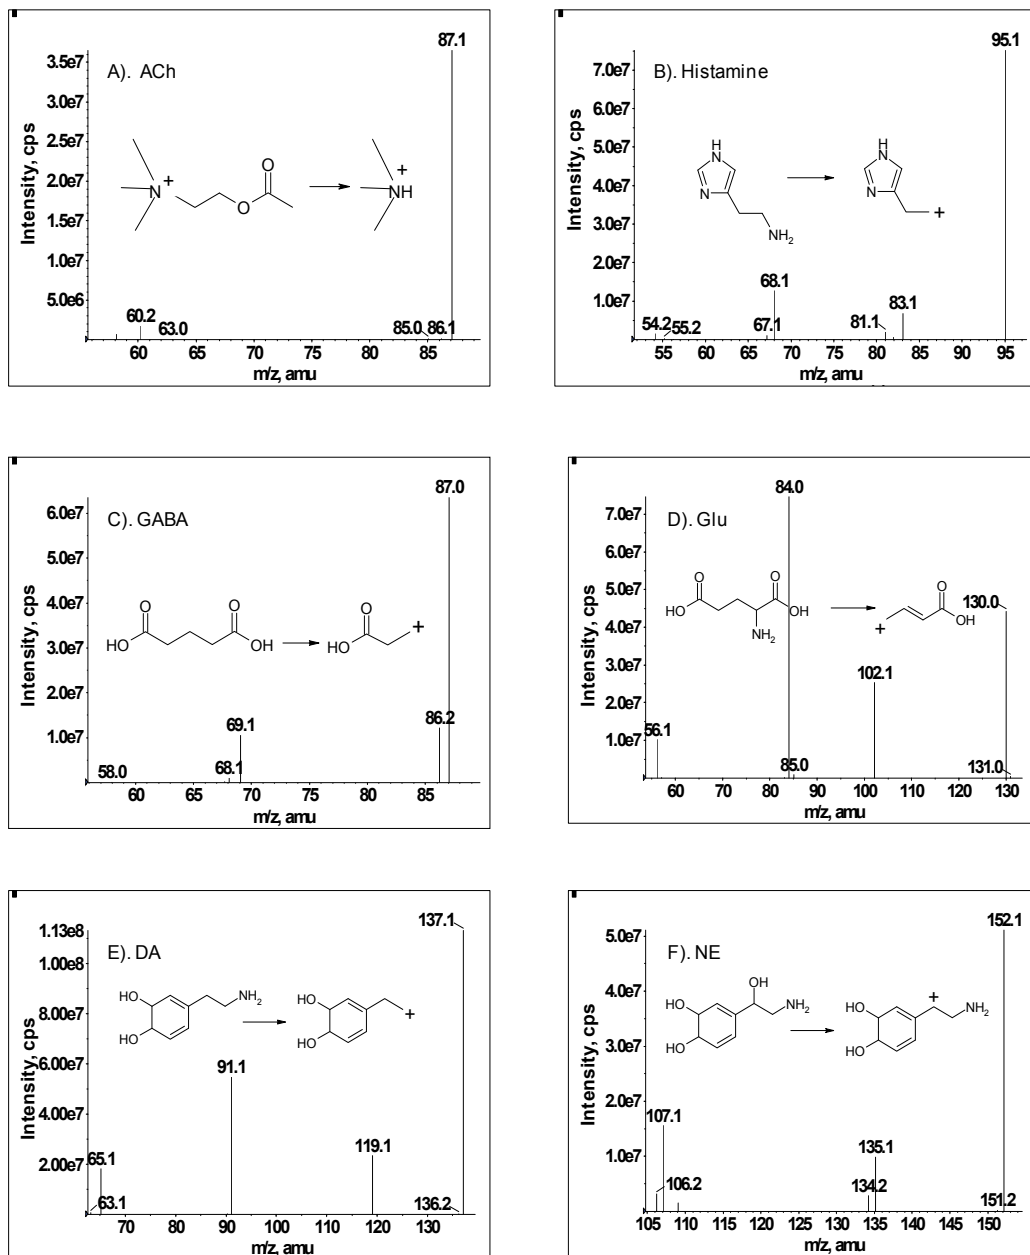 A). ACh
Intensity, cps
3.5e7
3.0e7
2.5e7
2.0e7
1.5e7
1.0e7
5.0e6
87.1
60.2
63.0
85.0
86.1
N
+
O
O
+
NH
60 65 70 75 80 85
m/z, amu
B). Histamine
Intensity, cps
7.0e7
6.0e7
5.0e7
4.0e7
3.0e7
2.0e7
1.0e7
95.1
54.2
55.2
67.1
68.1
81.1
83.1
H
N
N
NH2
H
N
N
+
55 60 65 70 75 80 85 90 95
m/z, amu
C). GABA
Intensity, cps
6.0e7
5.0e7
4.0e7
3.0e7
2.0e7
1.0e7
87.0
58.0
68.1
69.1
86.2
O
O
HO
OH
O
HO
+
60 65 70 75 80 85
m/z, amu
D). Glu
Intensity, cps
7.0e7
6.0e7
5.0e7
4.0e7
3.0e7
2.0e7
1.0e7
84.0
130.0
102.1
56.1
85.0
131.0
O
O
HO
OH
NH2
O
OH
+
60 70 80 90 100 110 120 130
m/z, amu
E). DA
Intensity, cps
1.13e8
1.00e8
8.00e7
6.00e7
4.00e7
2.00e7
137.1
91.1
119.1
65.1
63.1
136.2
HO
HO
NH2
HO
HO
+
70 80 90 100 110 120 130
m/z, amu
F). NE
Intensity, cps
5.0e7
4.0e7
3.0e7
2.0e7
1.0e7
152.1
107.1
106.2
135.1
134.2
151.2
OH
HO
HO
NH2
HO
HO
+
NH2
105 110 115 120 125 130 135 140 145 150
m/z, amu